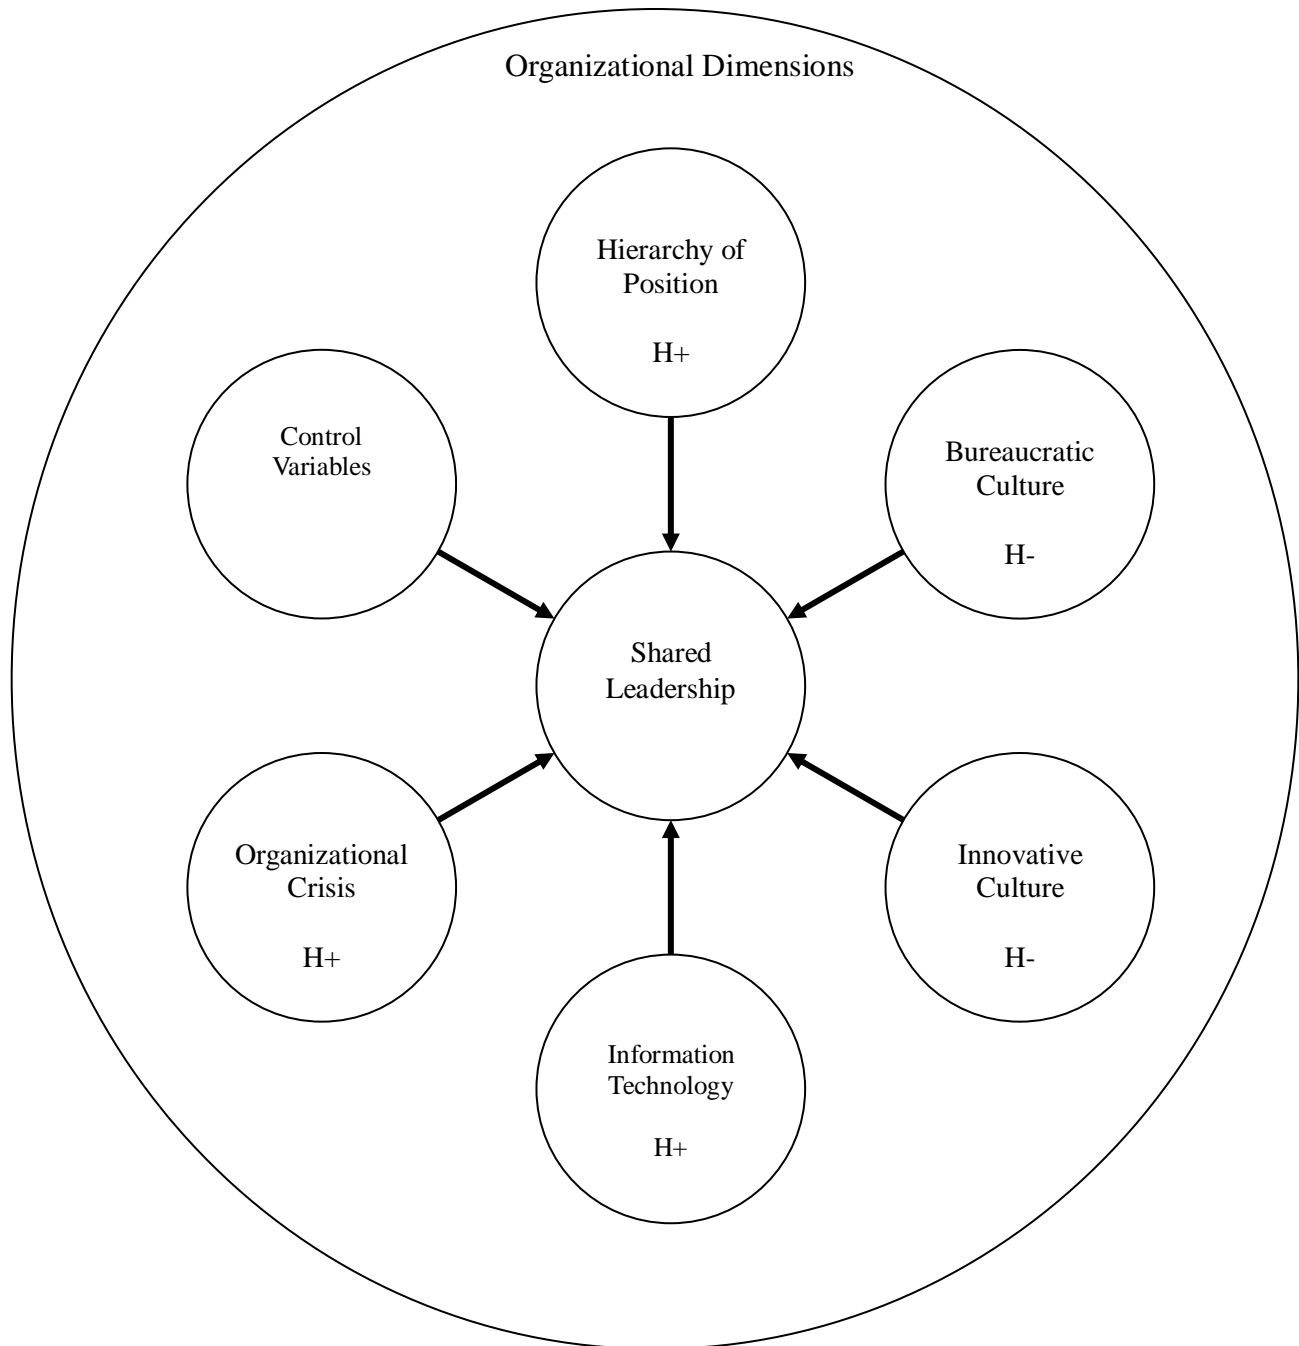 Organizational Dimensions
Hierarchy of
Position
H+
Control
Variables
Bureaucratic
Culture
H-
Shared
Leadership
Organizational
Crisis
H+
Innovative
Culture
H-
Information
Technology
H+